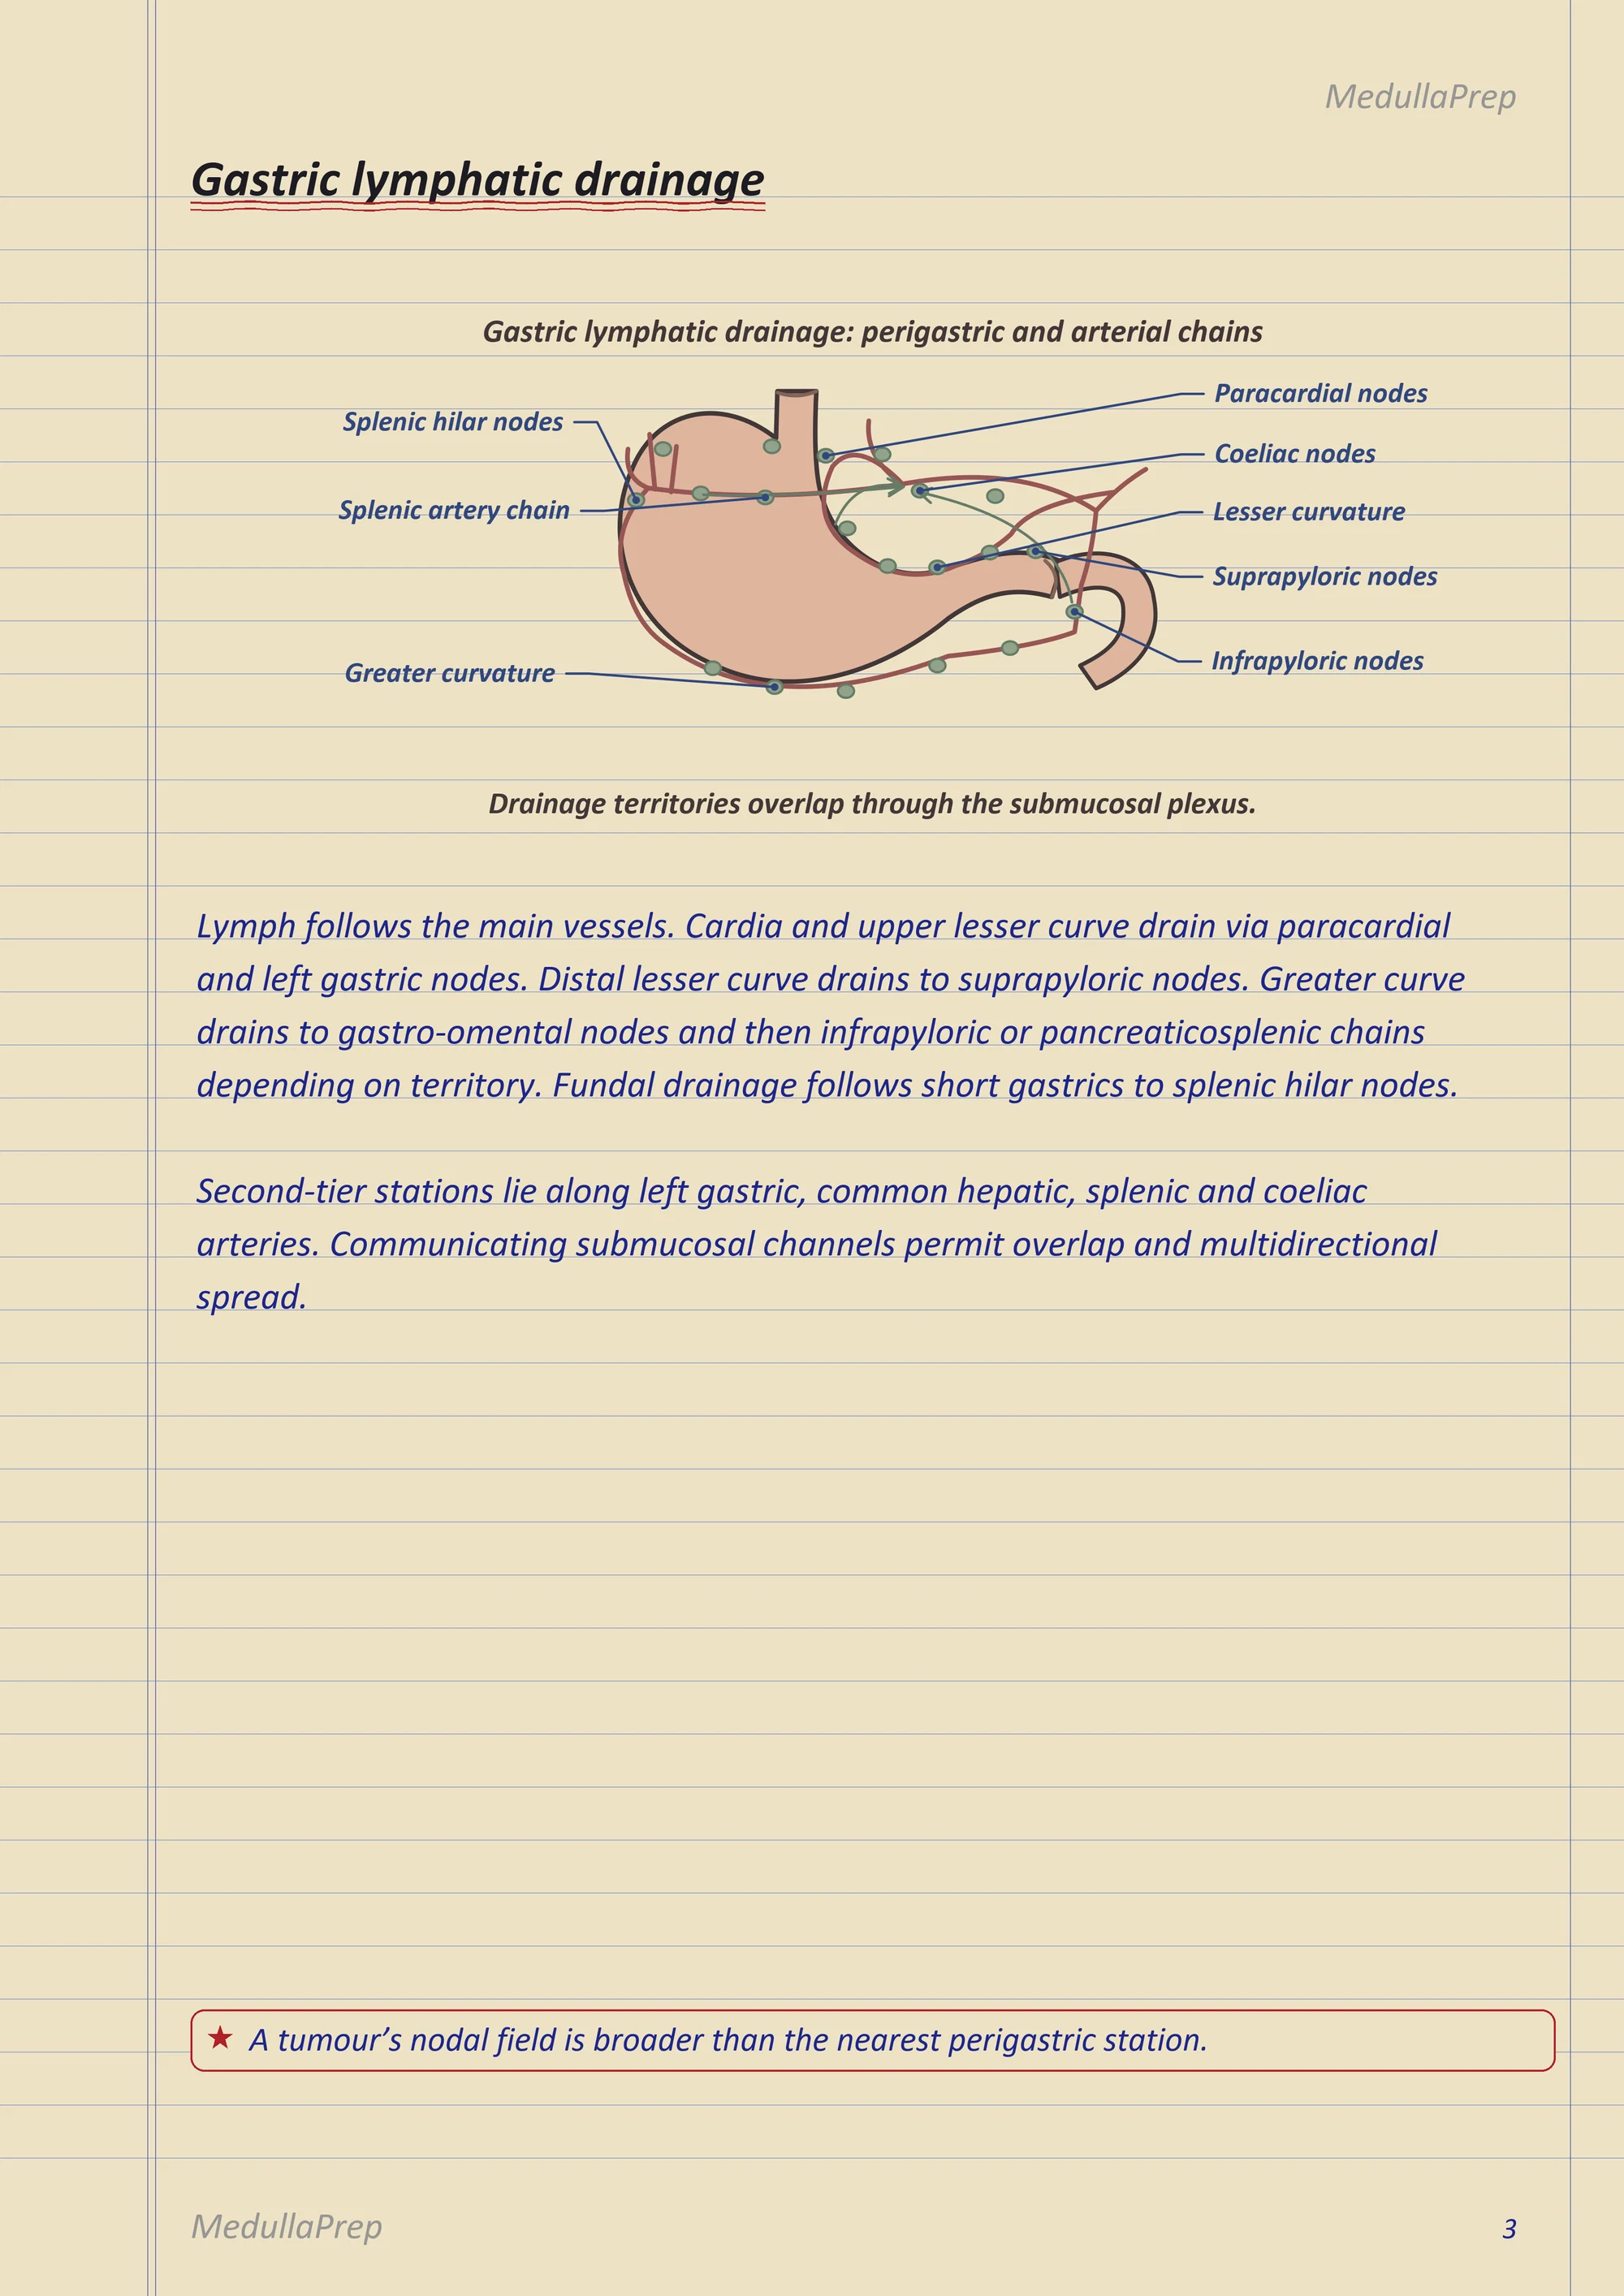 MedullaPrep
Gastric lymphatic drainage
Gastric lymphatic drainage: perigastric and arterial chains
Paracardial nodes
Splenic hilar nodes
Coeliac nodes
Splenic artery chain
Lesser curvature
Suprapyloric nodes
Infrapyloric nodes
Greater curvature
Drainage territories overlap through the submucosal plexus.
Lymph follows the main vessels. Cardia and upper lesser curve drain via paracardial
and left gastric nodes. Distal lesser curve drains to suprapyloric nodes. Greater curve
drains to gastro-omental nodes and then infrapyloric or pancreaticosplenic chains
depending on territory. Fundal drainage follows short gastrics to splenic hilar nodes.
Second-tier stations lie along left gastric, common hepatic, splenic and coeliac
arteries. Communicating submucosal channels permit overlap and multidirectional
spread.
★ A tumour’s nodal field is broader than the nearest perigastric station.
MedullaPrep
3